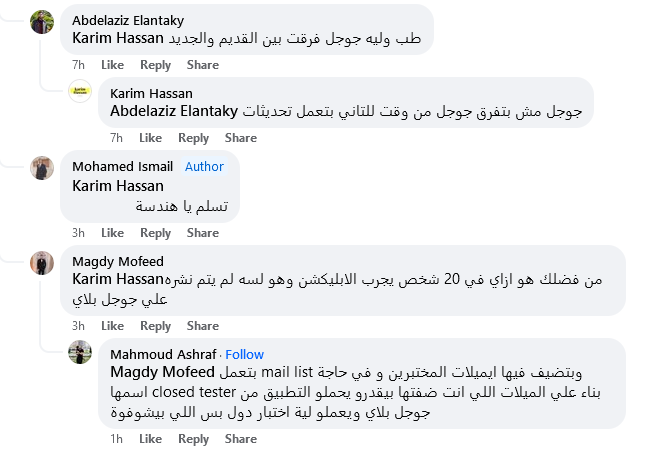 Abdelaziz Elantaky
Karim Hassan طب وليه جوجل فرقت بين القديم والجديد
7h Like Reply Share
Karim Hassan
Abdelaziz Elantaky جوجل مش بتفرق جوجل من وقت للتاني بتعمل تحديثات
7h Like Reply Share
Mohamed Ismail Author
Karim Hassan
تسلم يا هندسة
3h Like Reply Share
Magdy Mofeed
Karim Hassanمن فضلك هو ازاي في 20 شخص يجرب الابليكشن وهو لسه لم يتم نشره
علي جوجل بلاي
3h Like Reply Share
Mahmoud Ashraf · Follow
Magdy Mofeed بتعمل mail list وبتضيف فيها ايميلات المختبرين و في حاجة
اسمها closed tester بناء علي الميلات اللي انت ضفتها بيقدرو يحملو التطبيق من
جوجل بلاي ويعملو لية اختبار دول بس اللي بيشوفوة
1h Like Reply Share